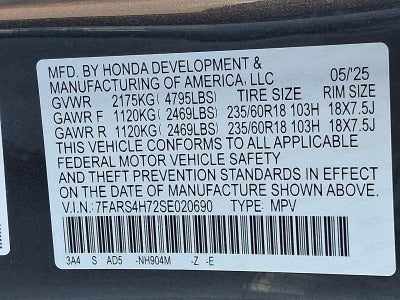 MFD. BY HONDA DEVELOPMENT &
MANUFACTURING OF AMERICA, LLC 05/'25
GVWR 2175KG ( 4795LBS) TIRE SIZE RIM SIZE
GAWR F 1120KG ( 2469LBS) 235/60R18 103H 18X7.5J
GAWR R 1120KG ( 2469LBS) 235/60R18 103H 18X7.5J
THIS VEHICLE CONFORMS TO ALL APPLICABLE
FEDERAL MOTOR VEHICLE SAFETY
AND THEFT PREVENTION STANDARDS IN EFFECT
ON THE DATE OF MANUFACTURE SHOWN ABOVE.
V.I.N.:7FARS4H72SE020690 TYPE: MPV
3A4 S AD5 -NH904M -Z -E